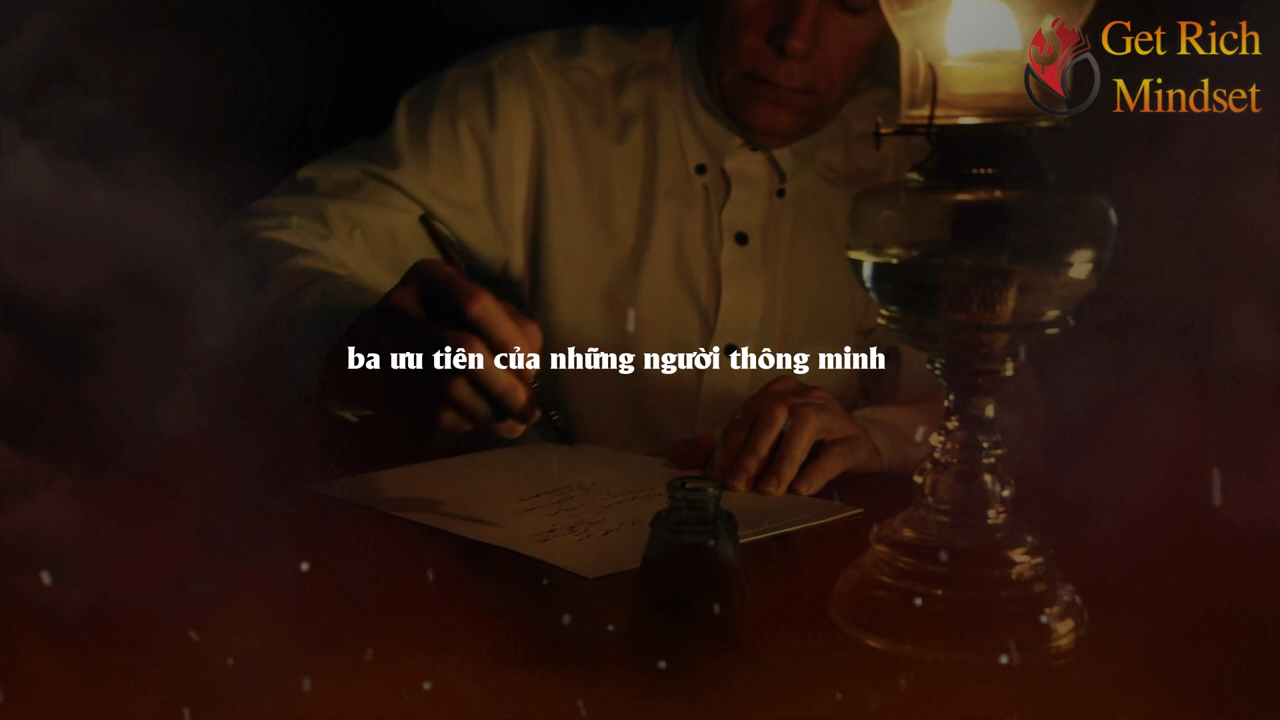 Get Rich
Mindset
ba ưu tiên của những người thông minh